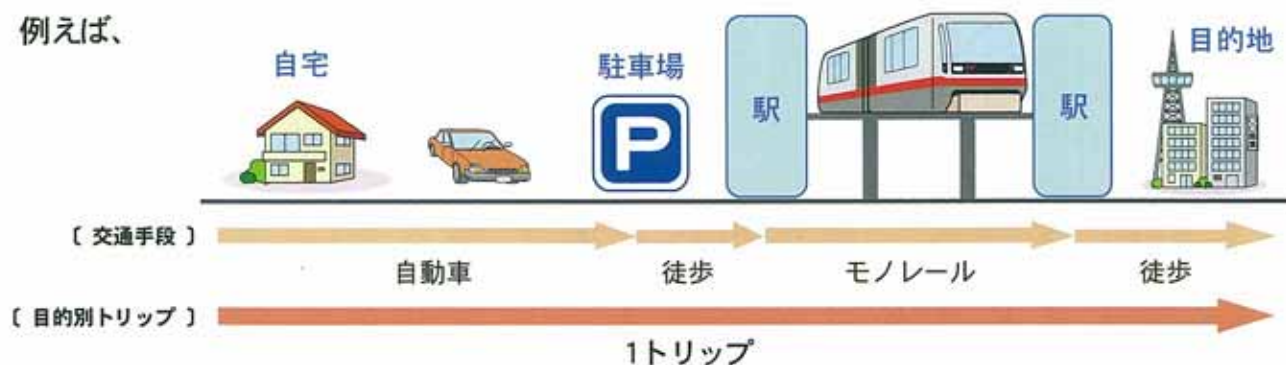 例えば、
自宅
駐車場
P
駅
駅
目的地
〔 交通手段 〕
自動車
徒歩
モノレール
徒歩
〔 目的別トリップ 〕
1トリップ